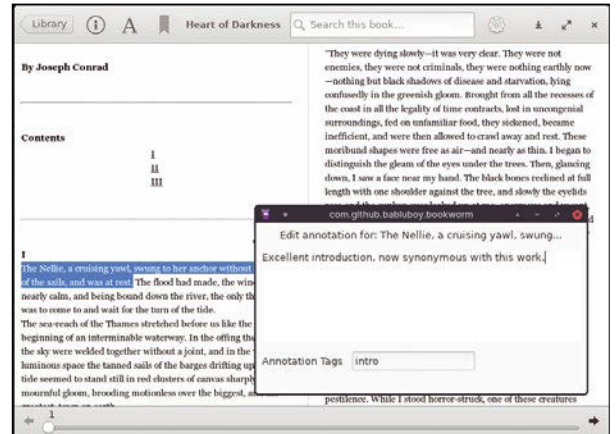 Library
A
Heart of Darkness
Search this book...
By Joseph Conrad
Contents
I
II
III
I
The Nellie, a cruising yawl, swung to her anchor without
of the sails, and was at rest. The flood had made, the win
nearly calm, and being bound down the river, the only th
was to come to and wait for the turn of the tide.
The sea-reach of the Thames stretched before us like the
beginning of an interminable waterway. In the offing the
the sky were welded together without a joint, and in the
luminous space the tanned sails of the barges drifting up
tide seemed to stand still in red clusters of canvas sharply
mournful gloom, brooding motionless over the biggest,
"They were dying slowly—it was very clear. They were not
enemies, they were not criminals, they were nothing earthly now
—nothing but black shadows of disease and starvation, lying
confusedly in the greenish gloom. Brought from all the recesses of
the coast in all the legality of time contracts, lost in uncongenial
surroundings, fed on unfamiliar food, they sickened, became
inefficient, and were then allowed to crawl away and rest. These
moribund shapes were free as air—and nearly as thin. I began to
distinguish the gleam of the eyes under the trees. Then, glancing
down, I saw a face near my hand. The black bones reclined at full
length with one shoulder against the tree, and slowly the eyelids
com.github.babluboy.bookworm
Edit annotation for: The Nellie, a cruising yawl, swung...
Excellent introduction, now synonymous with this work.
Annotation Tags
intro
pestilence. While I stood horror-struck, one of these creatures
1